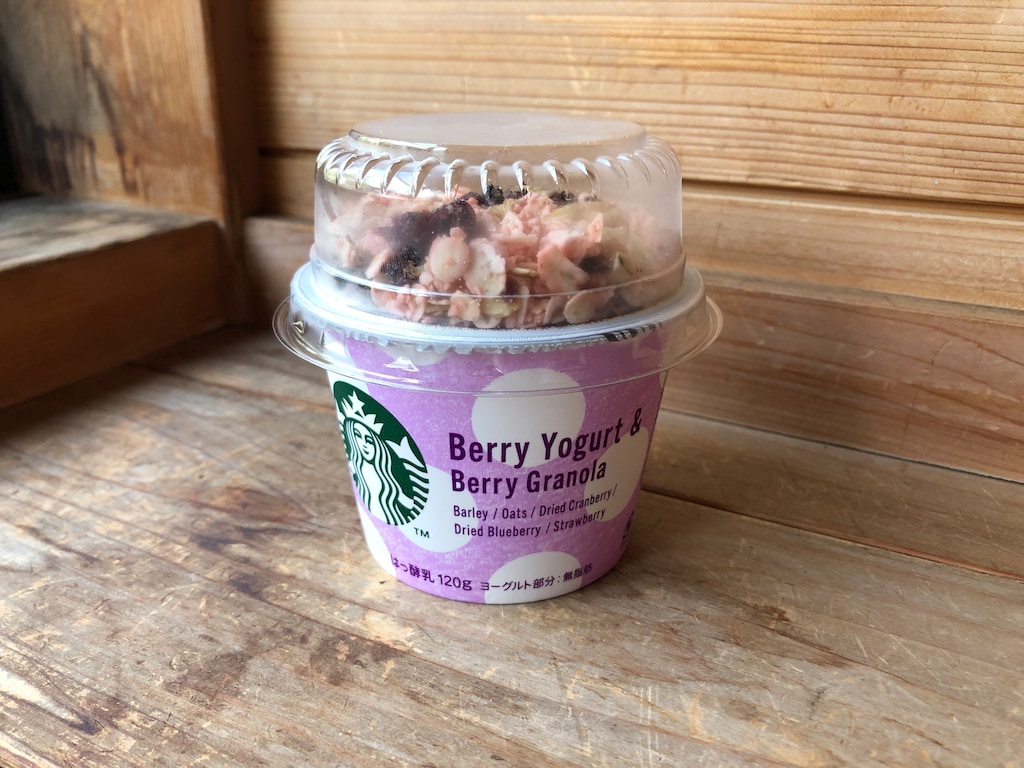 Berry Yogurt &
Berry Granola
Barley / Oats / Dried Cranberry /
Dried Blueberry / Strawberry
TM
はっ酵乳 120g ヨーグルト部分：無脂肪